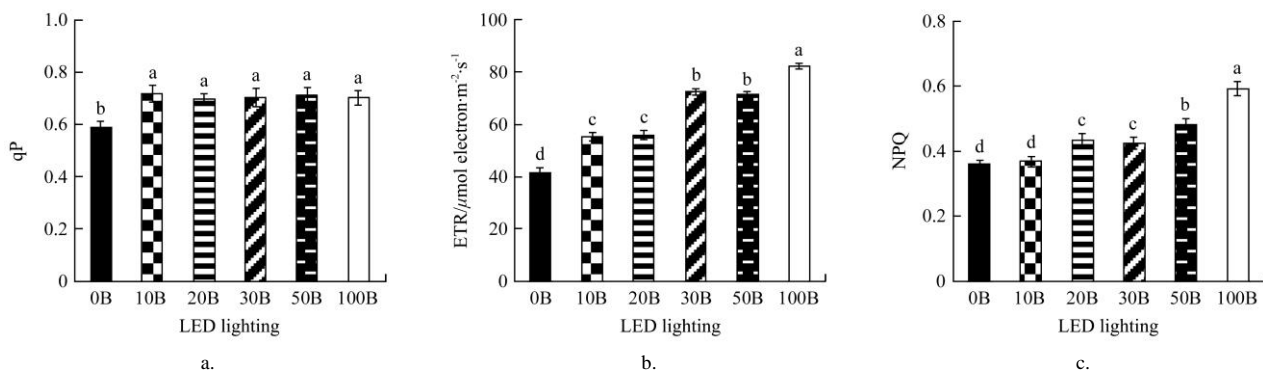 1.0
0.8
0.6
0.4
0.2
0
qP
b
a
a
a
a
a
0B 10B 20B 30B 50B 100B
LED lighting
a.
100
80
60
40
20
0
ETR/μmol electron·m⁻²·s⁻¹
d
c
c
b
b
a
0B 10B 20B 30B 50B 100B
LED lighting
b.
0.8
0.6
0.4
0.2
0
NPQ
d
d
c
c
b
a
0B 10B 20B 30B 50B 100B
LED lighting
c.